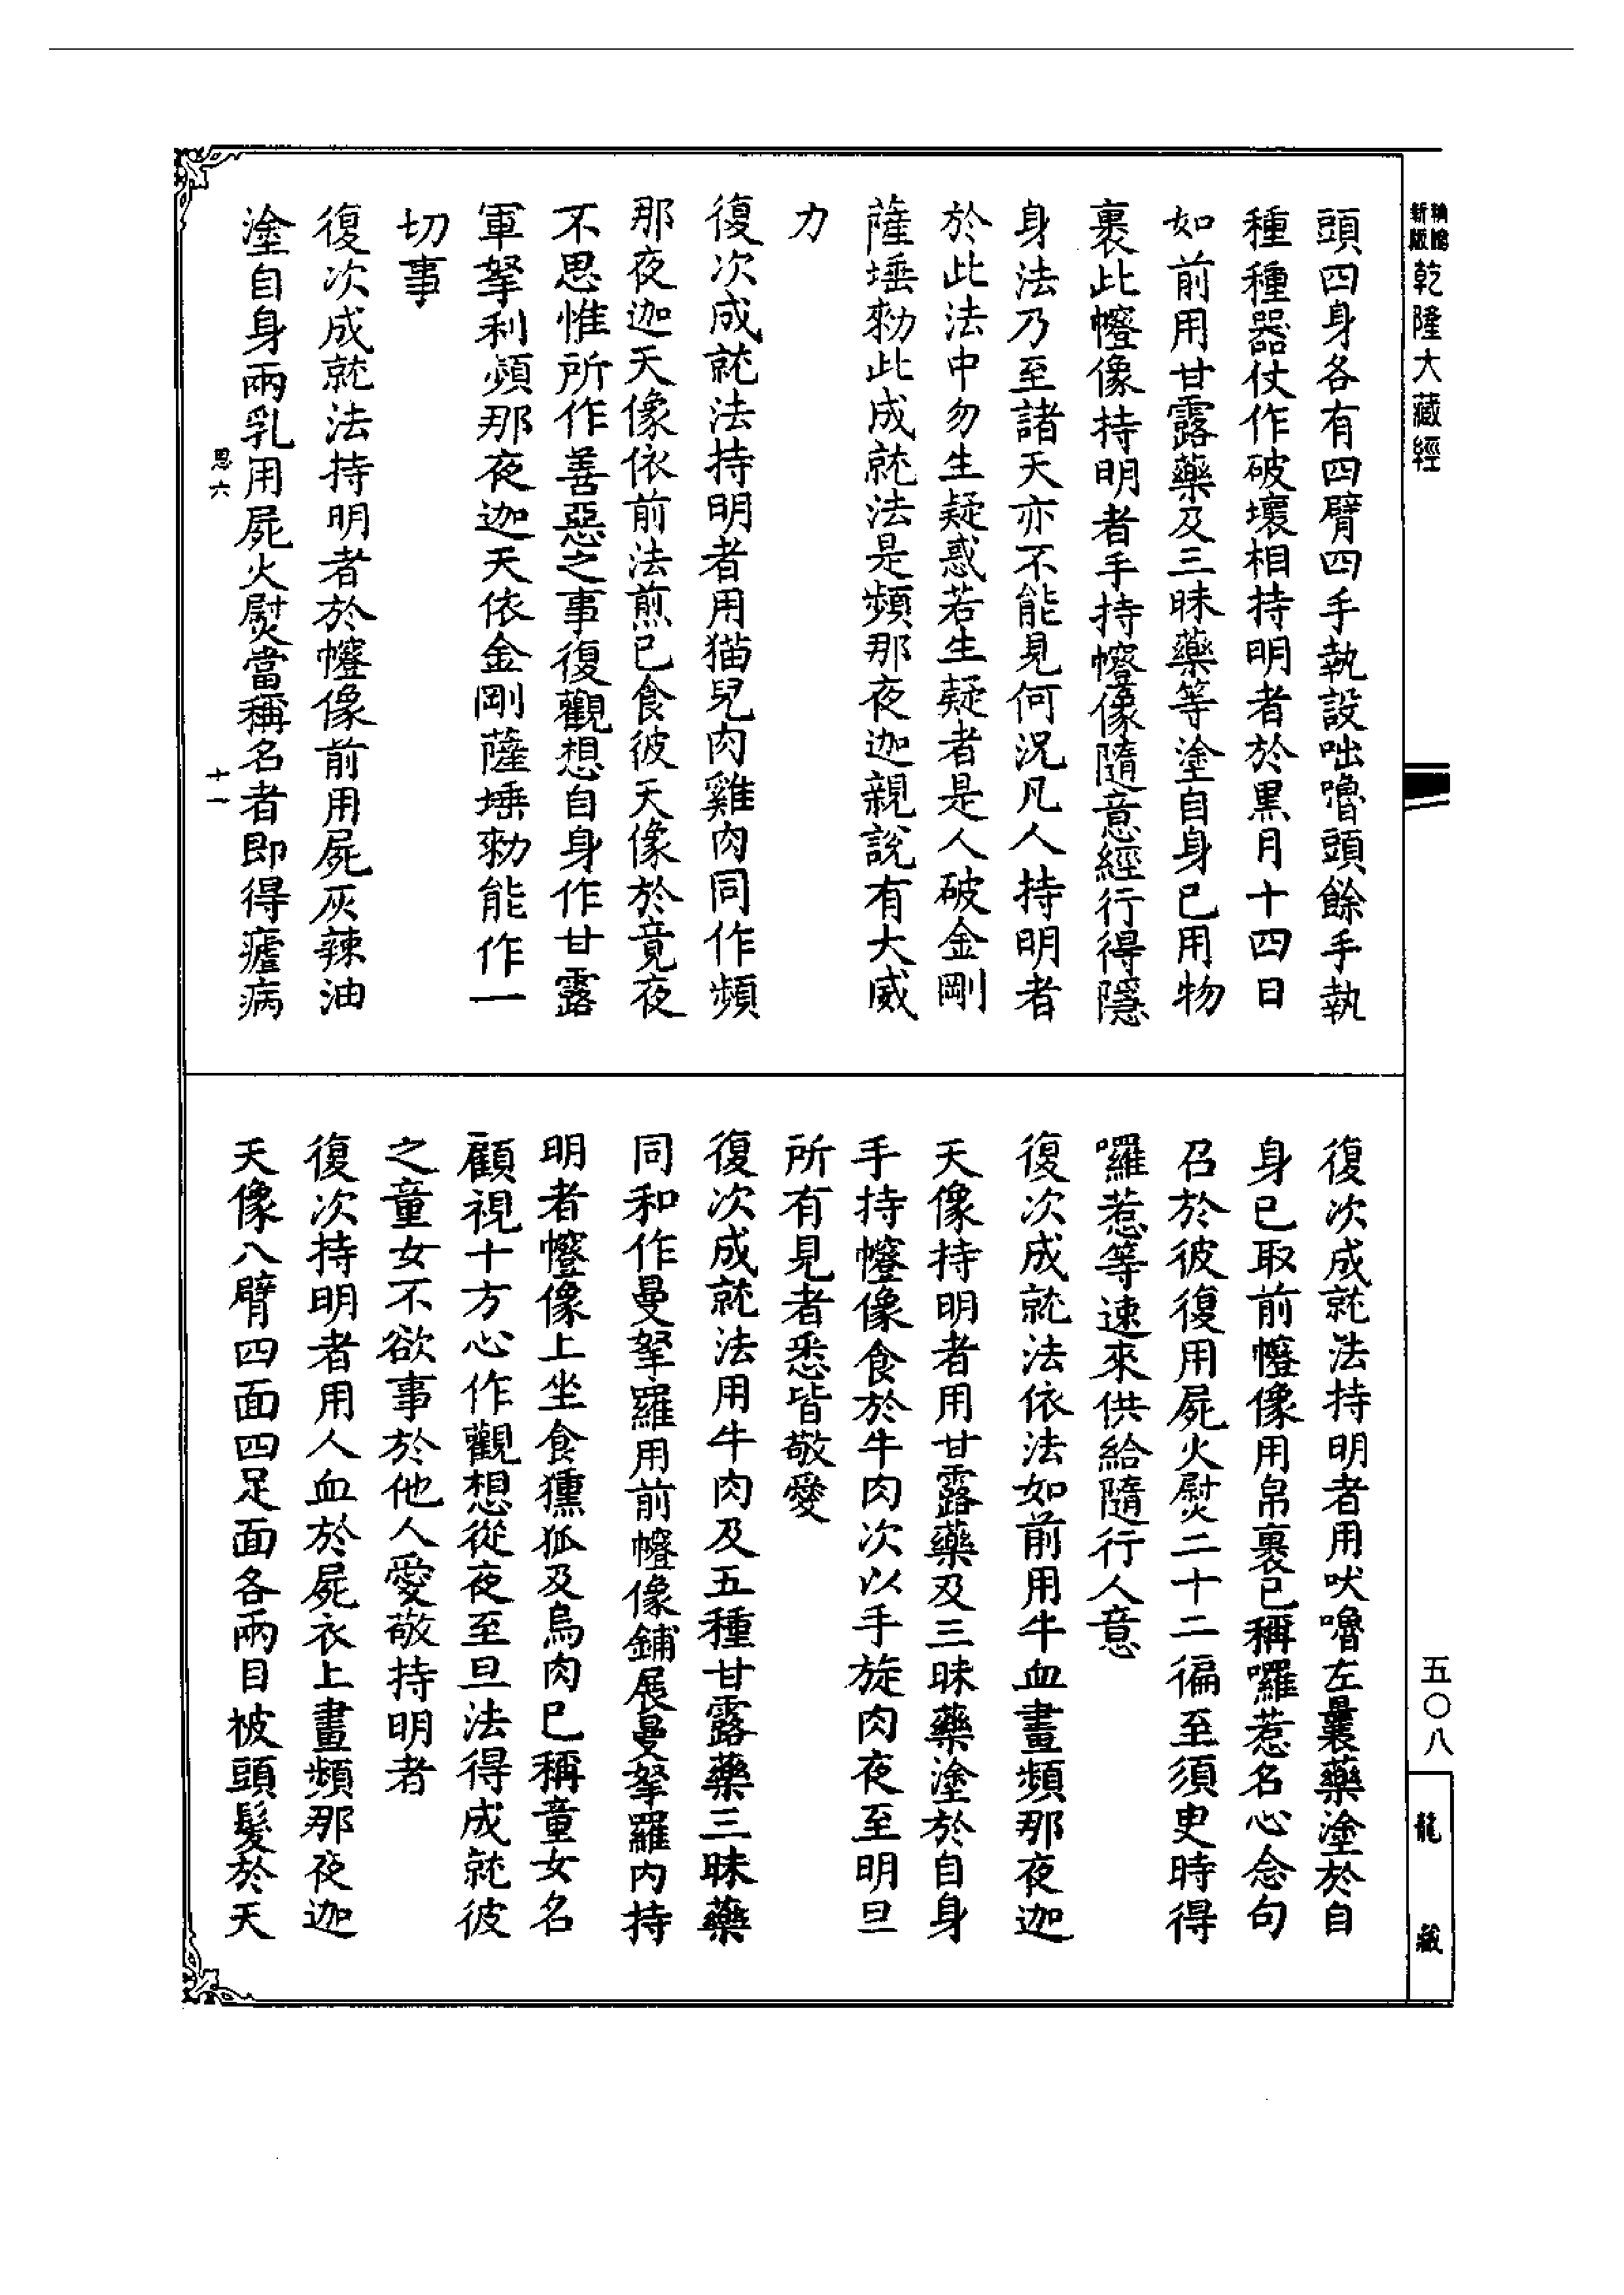 新版
乾隆大藏經
頭四身各有四臂四手執設咄嚕頭餘手執
種種器仗作破壞相持明者於黑月十四日
如前用甘露藥及三昧藥等塗自身已用物
裹此㡧像持明者手持㡧像隨意經行得隱
身法乃至諸天亦不能見何況凡人持明者
於此法中勿生疑惑若生疑者是人破金剛
薩埵勑此成就法是頻那夜迦親說有大威
力
復次成就法持明者用猫兒肉雞肉同作頻
那夜迦天像依前法煎已食彼天像於竟夜
不思惟所作善惡之事復觀想自身作甘露
軍拏利頻那夜迦天依金剛薩埵勑能作一
切事
復次成就法持明者於㡧像前用屍灰辣油
塗自身兩乳用屍火熨當稱名者即得瘧病
十一
復次成就法持明者用吠嚕左曩藥塗於自
身已取前㡧像用帛裹已稱囉惹名心念句
召於彼復用屍火熨二十二徧至須㬰時得
囉惹等速來供給隨行人意
復次成就法依法如前用牛血畫頻那夜迦
天像持明者用甘露藥及三昧藥塗於自身
手持㡧像食於牛肉次以手旋肉夜至明旦
所有見者悉皆敬愛
復次成就法用牛肉及五種甘露藥三昧藥
同和作曼拏羅用前㡧像鋪展曼拏羅內持
明者㡧像上坐食獯狐及烏肉已稱童女名
顧視十方心作觀想從夜至旦法得成就彼
之童女不欲事於他人愛敬持明者
復次持明者用人血於屍衣上畫頻那夜迦
天像八臂四面四足面各兩目被頭髮於天
五〇八
龍藏